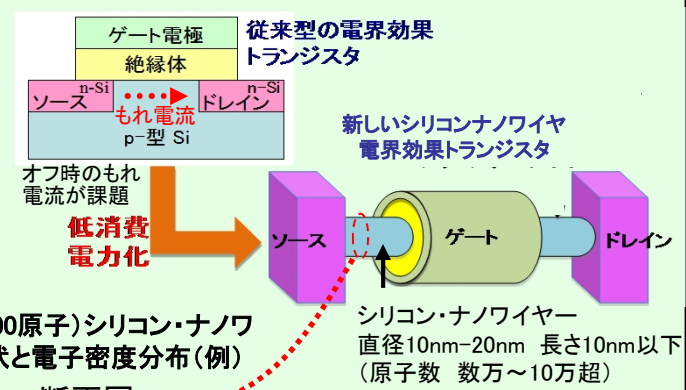 ゲート電極
絶縁体
n-Si
n-Si
ソース
ドレイン
もれ電流
p-型 Si
従来型の電界効果
トランジスタ
オフ時のもれ
電流が課題
低消費
電力化
新しいシリコンナノワイヤ
電界効果トランジスタ
ソース
ゲート
ドレイン
シリコン・ナノワイヤー
直径10nm-20nm 長さ10nm以下
(原子数 数万~10万超)
00原子)シリコン・ナノワ
状と電子密度分布(例)